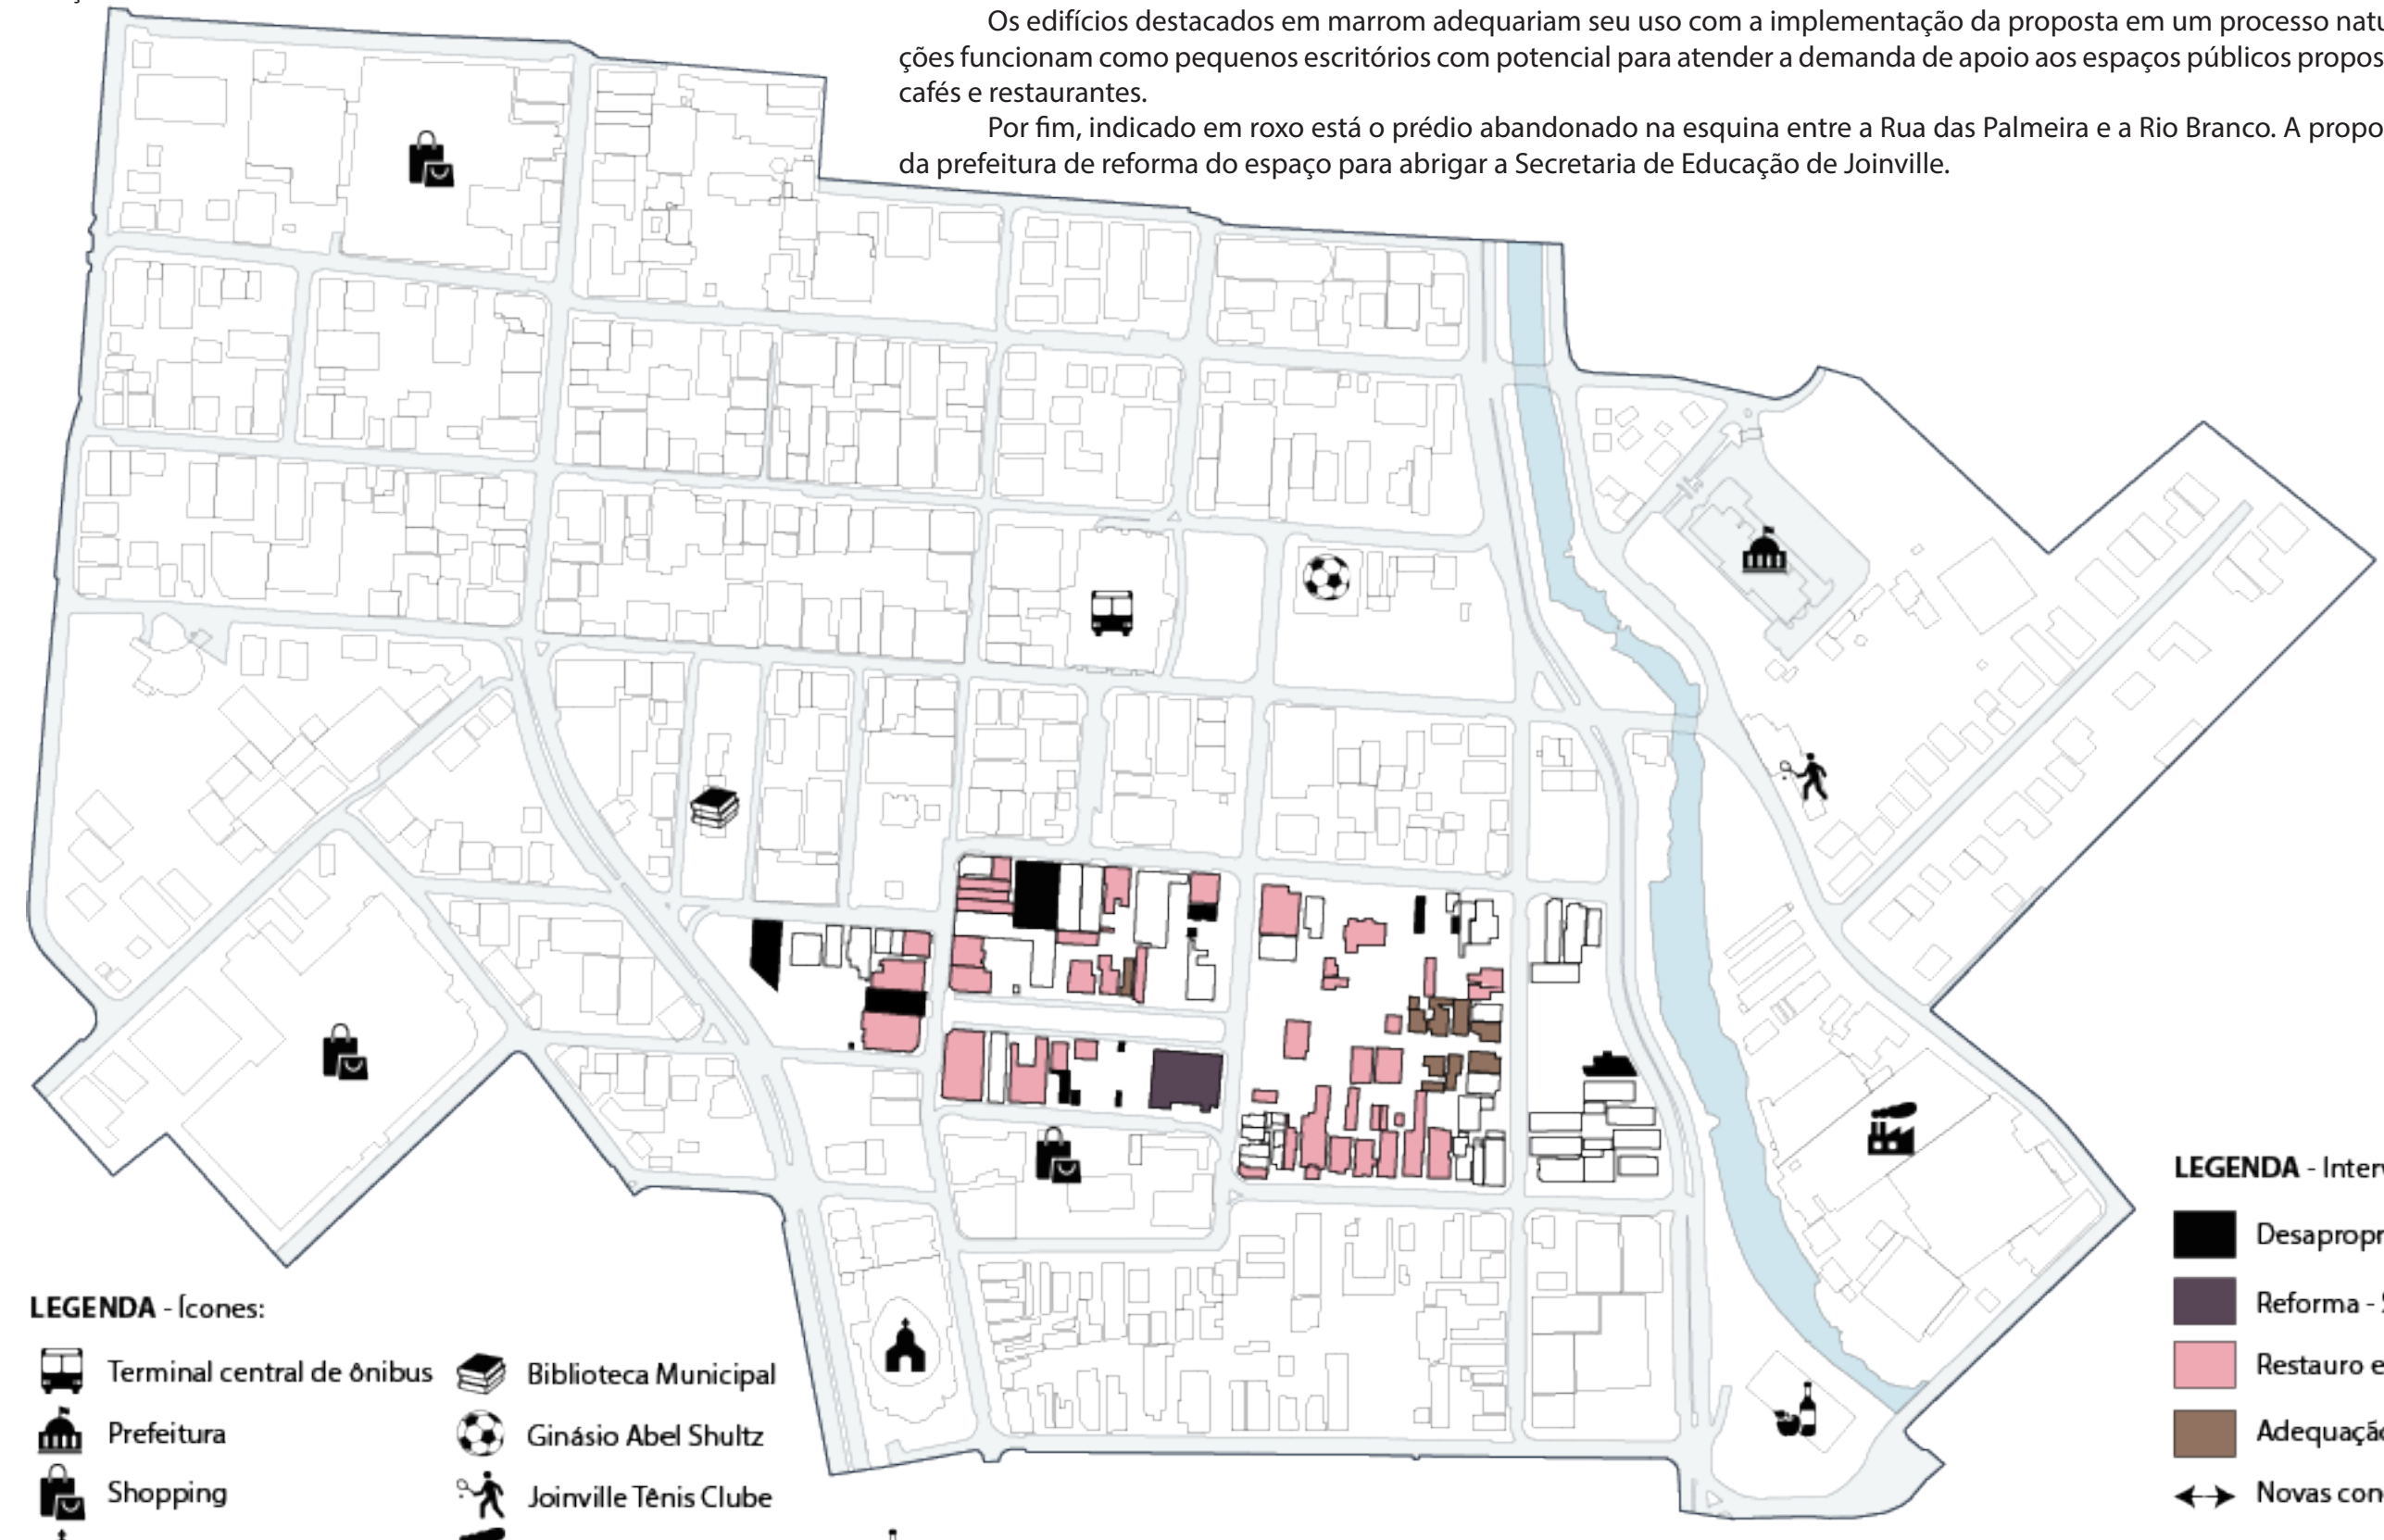 Os edifícios destacados em marrom adequariam seu uso com a implementação da proposta em um processo natu
ções funcionam como pequenos escritórios com potencial para atender a demanda de apoio aos espaços públicos propos
cafés e restaurantes.
Por fim, indicado em roxo está o prédio abandonado na esquina entre a Rua das Palmeira e a Rio Branco. A propo
da prefeitura de reforma do espaço para abrigar a Secretaria de Educação de Joinville.
LEGENDA - Ícones:
Terminal central de ônibus
Prefeitura
Shopping
Biblioteca Municipal
Ginásio Abel Shultz
Joinville Tênis Clube
LEGENDA - Interv
Desapropr
Reforma -
Restauro e
Adequação
Novas con